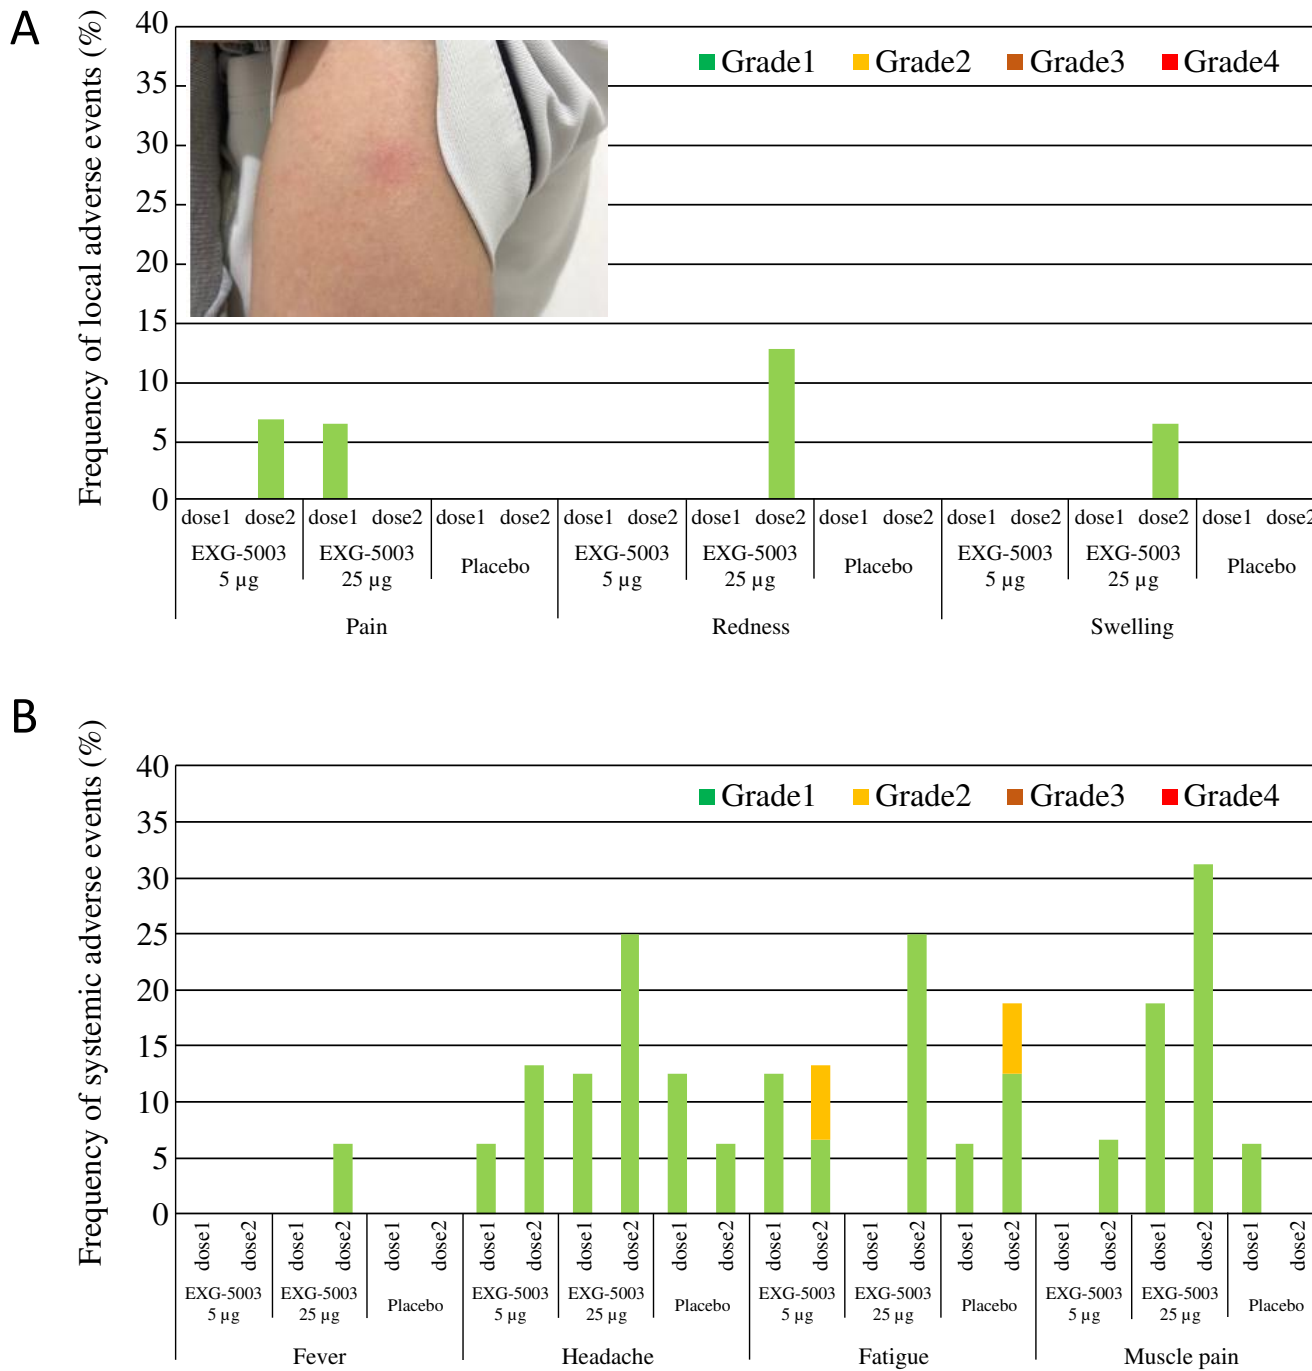 A
Frequency of local adverse events (%)
40
35
30
25
20
15
10
5
0
Grade1 Grade2 Grade3 Grade4
dose1 dose2 dose1 dose2 dose1 dose2 dose1 dose2 dose1 dose2 dose1 dose2 dose1 dose2 dose1 dose2 dose1 dose2
EXG-5003 EXG-5003 Placebo EXG-5003 EXG-5003 Placebo EXG-5003 EXG-5003 Placebo
5 µg 25 µg 5 µg 25 µg 5 µg 25 µg
Pain Redness Swelling
B
Frequency of systemic adverse events (%)
40
35
30
25
20
15
10
5
0
Grade1 Grade2 Grade3 Grade4
dose1 dose2 dose1 dose2 dose1 dose2 dose1 dose2 dose1 dose2 dose1 dose2 dose1 dose2 dose1 dose2 dose1 dose2 dose1 dose2 dose1 dose2 dose1 dose2
EXG-5003 EXG-5003 Placebo EXG-5003 EXG-5003 Placebo EXG-5003 EXG-5003 Placebo EXG-5003 EXG-5003 Placebo
5 µg 25 µg 5 µg 25 µg 5 µg 25 µg 5 µg 25 µg
Fever Headache Fatigue Muscle pain